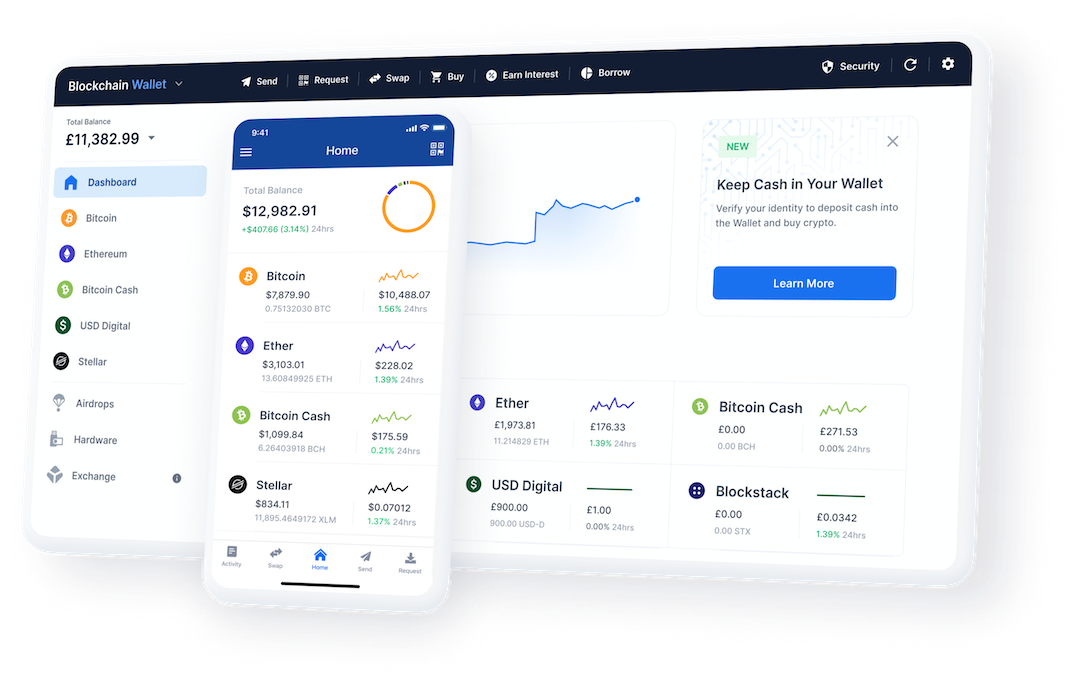 Blockchain Wallet
Send
Request
Swap
Buy
Earn Interest
Borrow
Security
Total Balance
£11,382.99
Dashboard
Bitcoin
Ethereum
Bitcoin Cash
USD Digital
Stellar
Airdrops
Hardware
Exchange
9:41
Home
Total Balance
$12,982.91
+$407.66 (3.14%) 24hrs
Bitcoin
$7,879.90
0.75132030 BTC
$10,488.07
1.56% 24hrs
Ether
$3,103.01
13.60849925 ETH
$228.02
1.39% 24hrs
Bitcoin Cash
$1,099.84
6.26403918 BCH
$175.59
0.21% 24hrs
Stellar
$834.11
11,895.4649172 XLM
$0.07012
1.37% 24hrs
Activity
Swap
Home
Send
Request
NEW
Keep Cash in Your Wallet
Verify your identity to deposit cash into
the Wallet and buy crypto.
Learn More
Ether
£1,973.81
11.214829 ETH
£176.33
1.39% 24hrs
Bitcoin Cash
£0.00
0.00 BCH
£271.53
0.00% 24hrs
USD Digital
£900.00
900.00 USD-D
£1.00
0.00% 24hrs
Blockstack
£0.00
0.00 STX
£0.0342
1.39% 24hrs